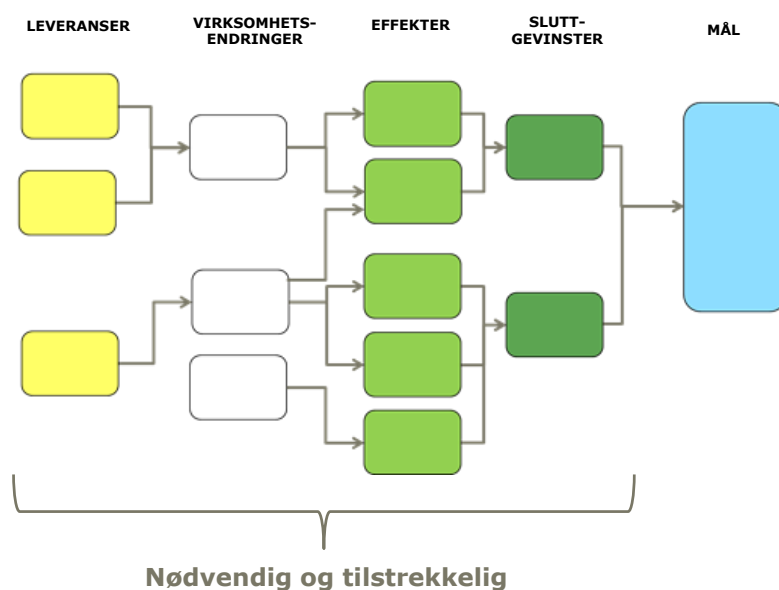 LEVERANSER
VIRKSOMHETS-
ENDRINGER
EFFEKTER
SLUTT-
GEVINSTER
MÅL
Nødvendig og tilstrekkelig